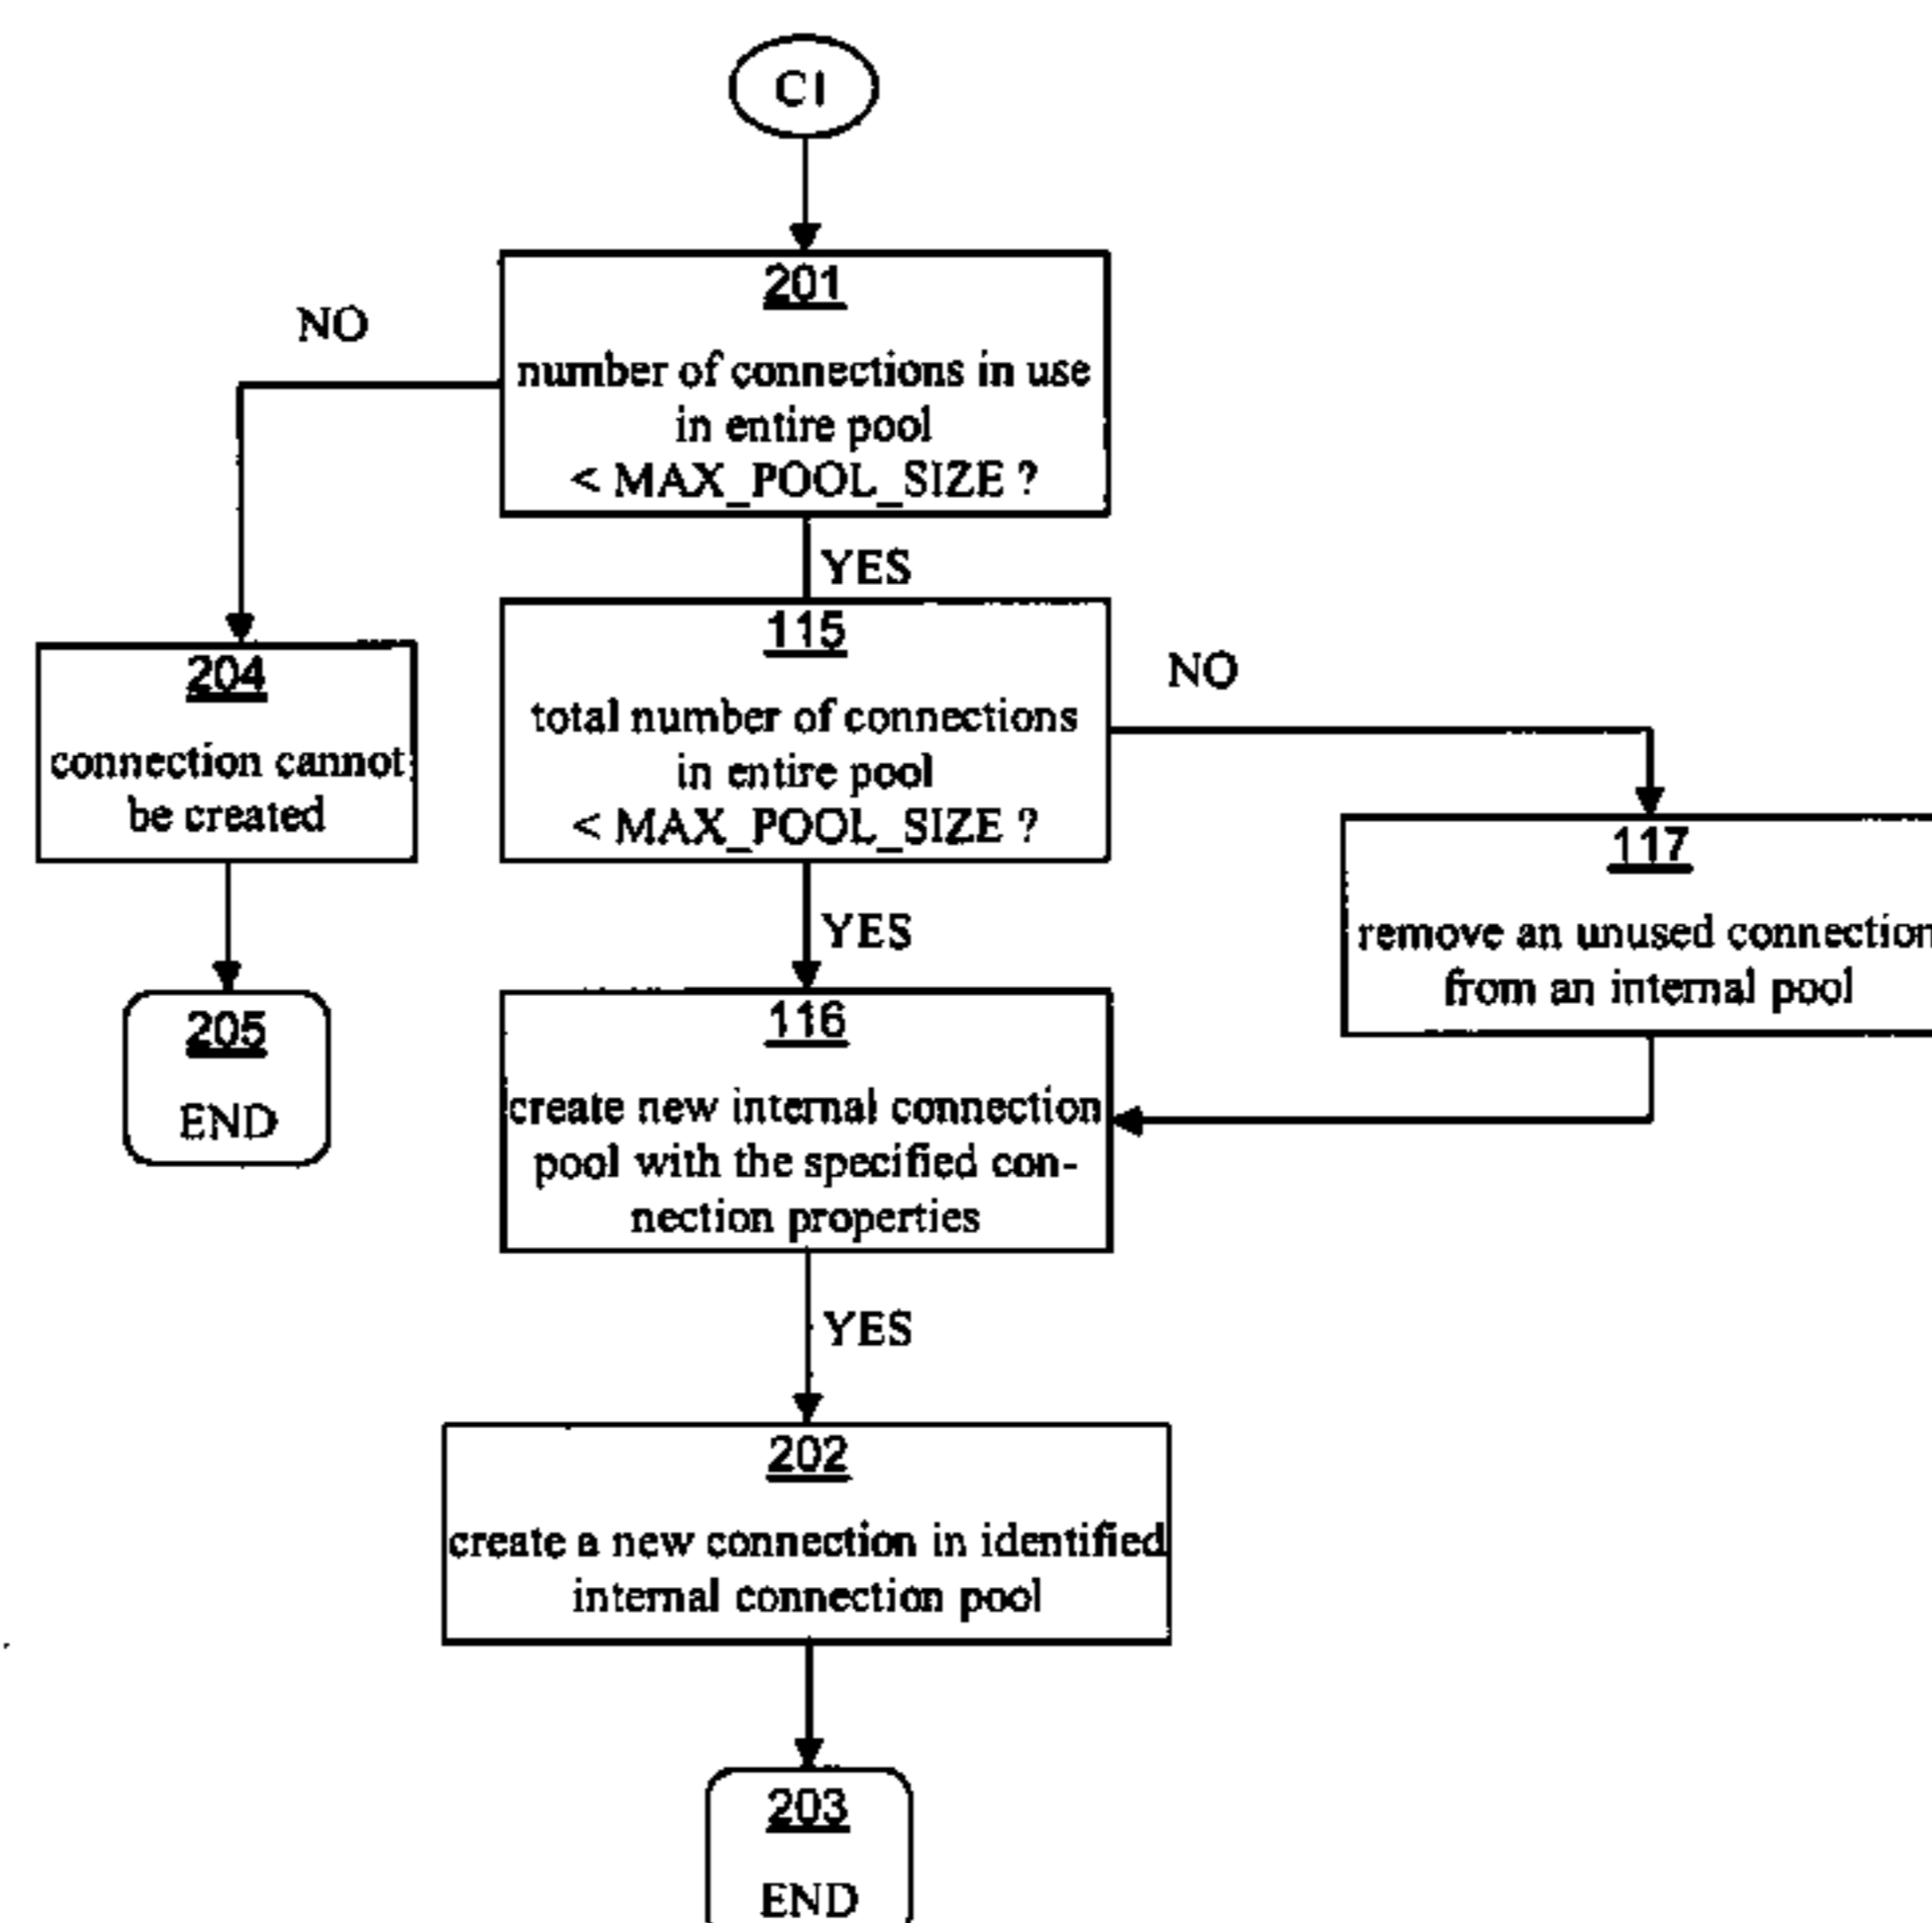 C1
201
number of connections in use
in entire pool
< MAX_POOL_SIZE ?
NO
YES
204
connection cannot
be created
115
total number of connections
in entire pool
< MAX_POOL_SIZE ?
NO
YES
117
remove an unused connection
from an internal pool
205
END
116
create new internal connection
pool with the specified con-
nection properties
YES
202
create a new connection in identified
internal connection pool
203
END